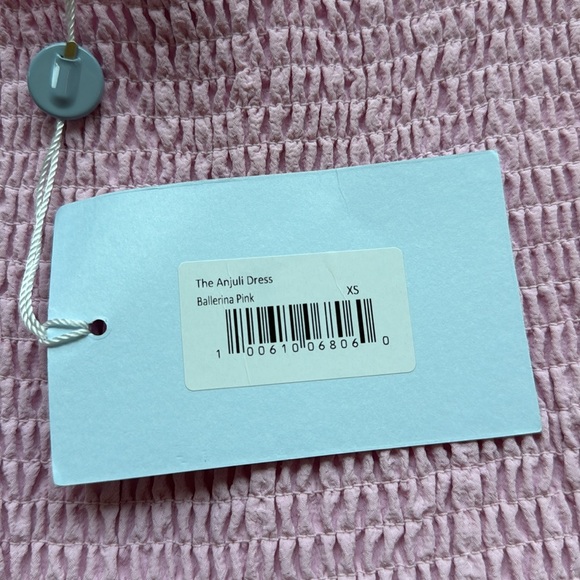 The Anjuli Dress
Ballerina Pink XS
1 00610 06806 0